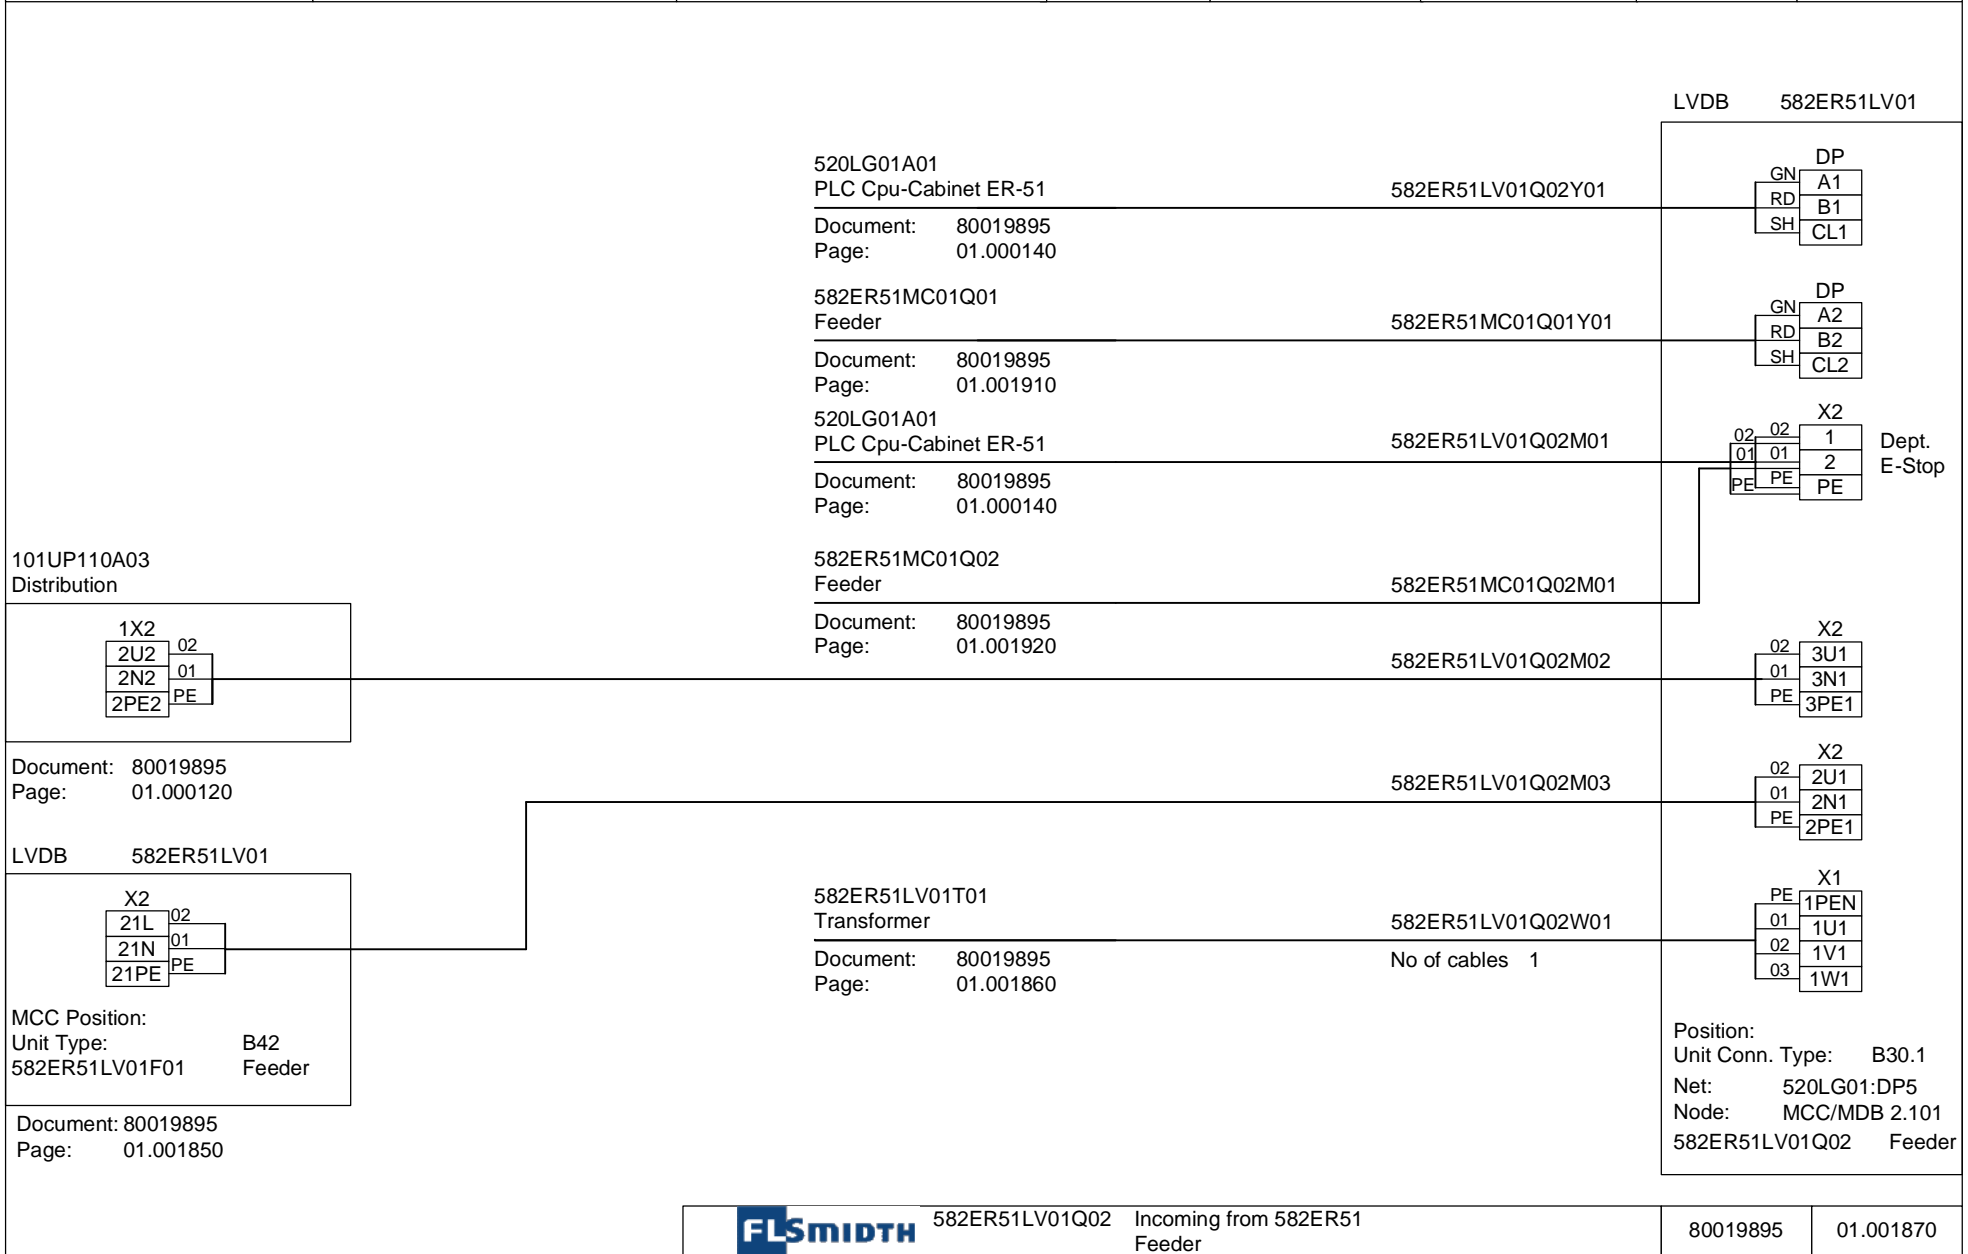 LVDB 582ER51LV01
520LG01A01
PLC Cpu-Cabinet ER-51
582ER51LV01Q02Y01
Document: 80019895
Page: 01.000140
DP
GN A1
RD B1
SH CL1
582ER51MC01Q01
Feeder
582ER51MC01Q01Y01
Document: 80019895
Page: 01.001910
DP
GN A2
RD B2
SH CL2
520LG01A01
PLC Cpu-Cabinet ER-51
582ER51LV01Q02M01
Document: 80019895
Page: 01.000140
X2
02 02 1
01 01 2
PE PE PE
Dept.
E-Stop
582ER51MC01Q02
Feeder
582ER51MC01Q02M01
Document: 80019895
Page: 01.001920
101UP110A03
Distribution
1X2
2U2 02
2N2 01
2PE2 PE
582ER51LV01Q02M02
X2
02 3U1
01 3N1
PE 3PE1
Document: 80019895
Page: 01.000120
582ER51LV01Q02M03
X2
02 2U1
01 2N1
PE 2PE1
LVDB 582ER51LV01
X2
21L 02
21N 01
21PE PE
MCC Position:
Unit Type: B42
582ER51LV01F01 Feeder
Document: 80019895
Page: 01.001850
582ER51LV01T01
Transformer
582ER51LV01Q02W01
Document: 80019895
No of cables 1
Page: 01.001860
X1
PE 1PEN
01 1U1
02 1V1
03 1W1
Position:
Unit Conn. Type: B30.1
Net: 520LG01:DP5
Node: MCC/MDB 2.101
582ER51LV01Q02 Feeder
FLSMIDTH
582ER51LV01Q02 Incoming from 582ER51
Feeder
80019895
01.001870